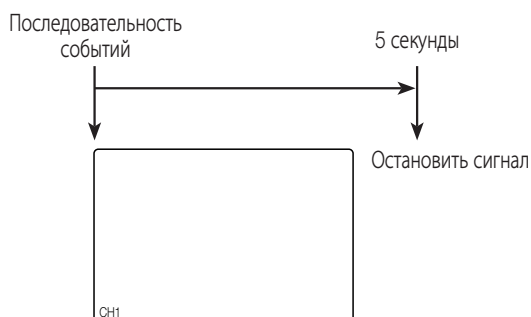 Последовательность
событий
5 секунды
Остановить сигнал
CH1